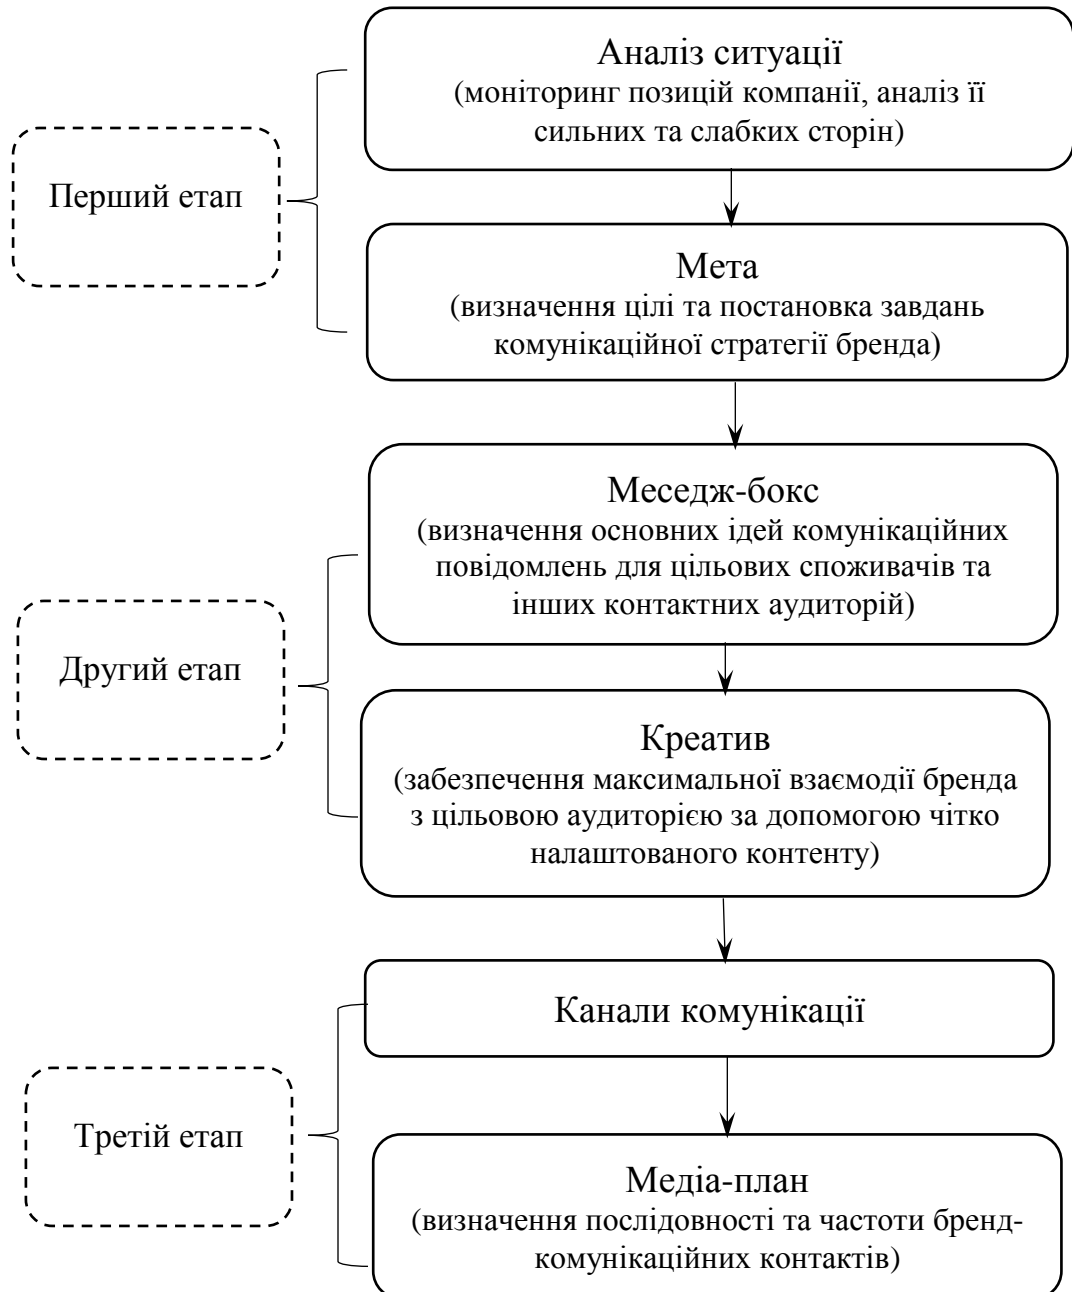 Аналіз ситуації
(моніторинг позицій компанії, аналіз її
сильних та слабких сторін)
Перший етап
Мета
(визначення цілі та постановка завдань
комунікаційної стратегії бренда)
Меседж-бокс
(визначення основних ідей комунікаційних
повідомлень для цільових споживачів та
інших контактних аудиторій)
Другий етап
Креатив
(забезпечення максимальної взаємодії бренда
з цільовою аудиторією за допомогою чітко
налаштованого контенту)
Канали комунікації
Третій етап
Медіа-план
(визначення послідовності та частоти бренд-
комунікаційних контактів)